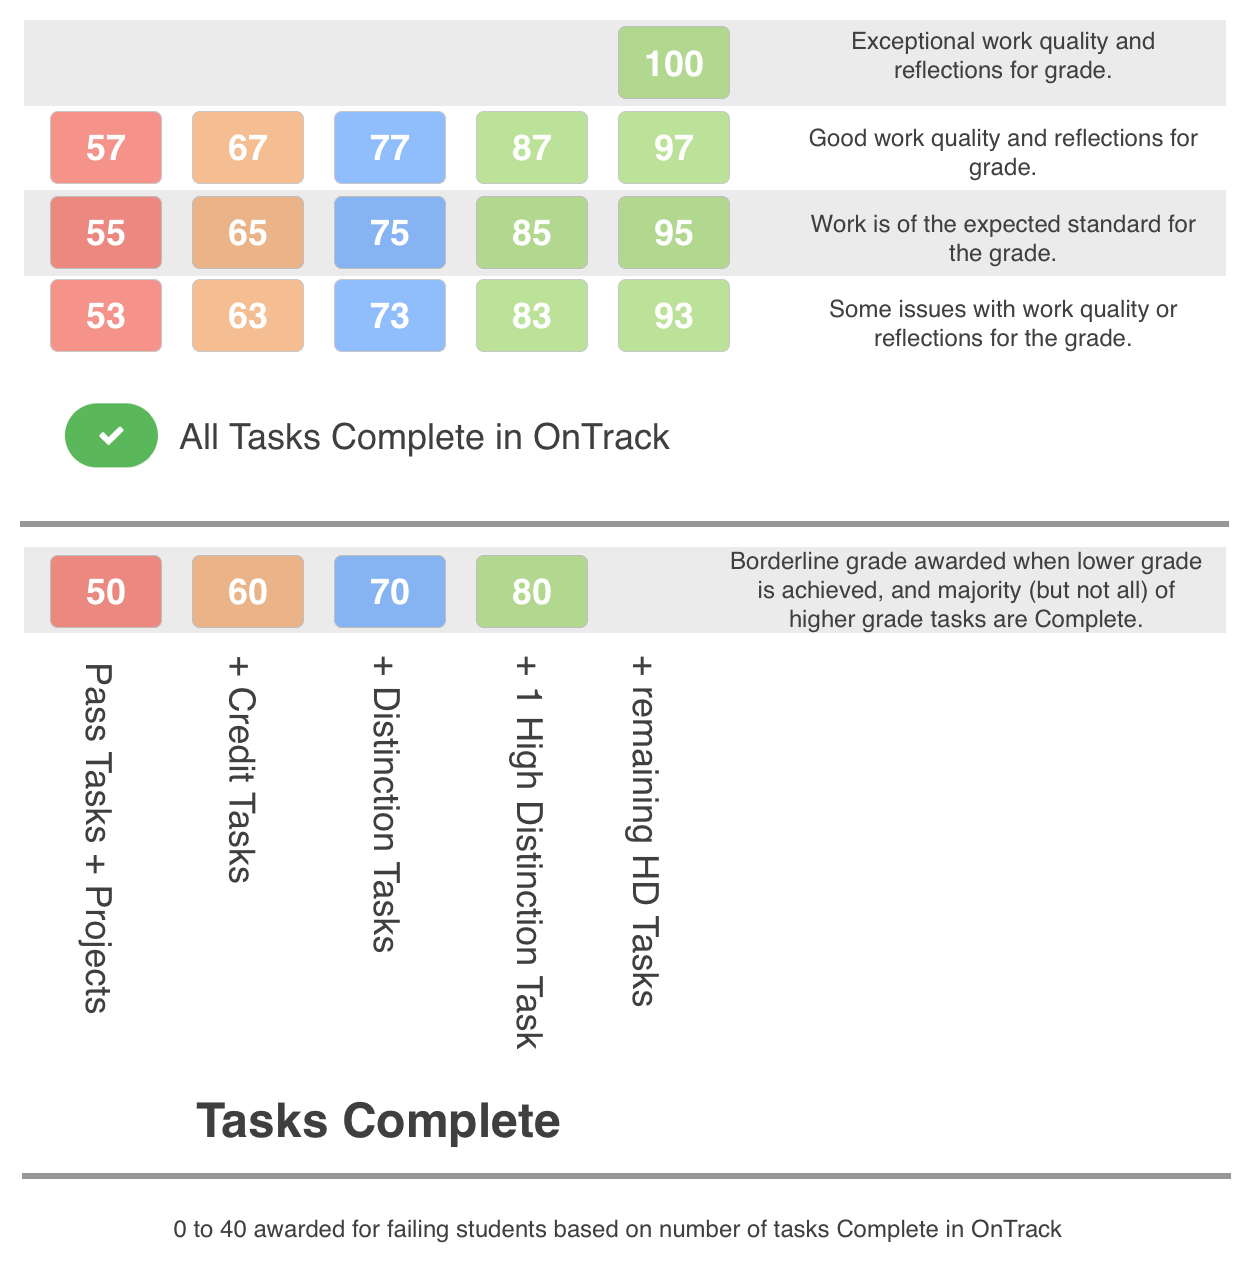 100
Exceptional work quality and
reflections for grade.
57 67 77 87 97
Good work quality and reflections for
grade.
55 65 75 85 95
Work is of the expected standard for
the grade.
53 63 73 83 93
Some issues with work quality or
reflections for the grade.
All Tasks Complete in OnTrack
50 60 70 80
Borderline grade awarded when lower grade
is achieved, and majority (but not all) of
higher grade tasks are Complete.
Pass Tasks + Projects
+ Credit Tasks
+ Distinction Tasks
+ 1 High Distinction Task
+ remaining HD Tasks
Tasks Complete
0 to 40 awarded for failing students based on number of tasks Complete in OnTrack